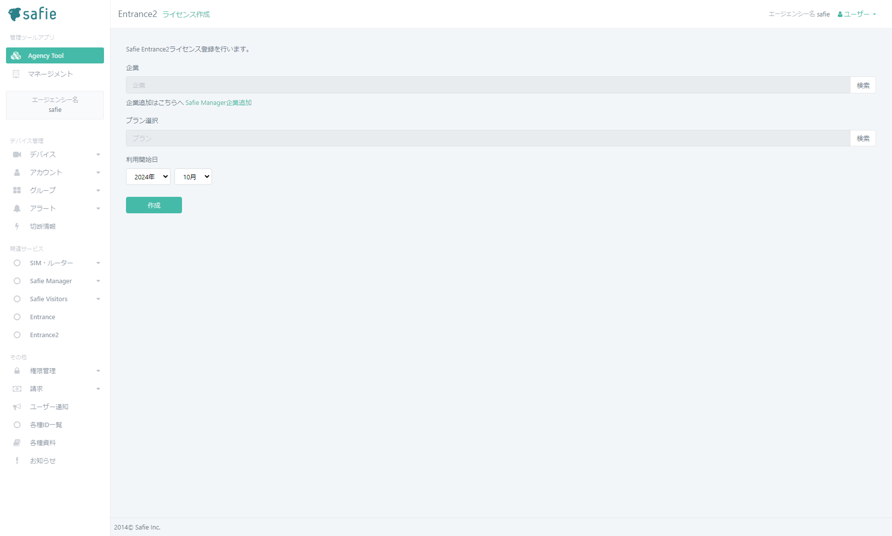 safie
管理ツールアプリ
Agency Tool
マネージメント
エージェンシー名
safie
デバイス管理
デバイス
アカウント
グループ
アラート
切断情報
関連サービス
SIM・ルーター
Safie Manager
Safie Visitors
Entrance
Entrance2
その他
権限管理
請求
ユーザー通知
各種ID一覧
各種資料
お知らせ
Entrance2 ライセンス作成
エージェンシー名 safie ユーザー
Safie Entrance2ライセンス登録を行います。
企業
企業 検索
企業追加はこちらへ Safie Manager企業追加
プラン選択
プラン 検索
利用開始日
2024年 10月
作成
2014© Safie Inc.